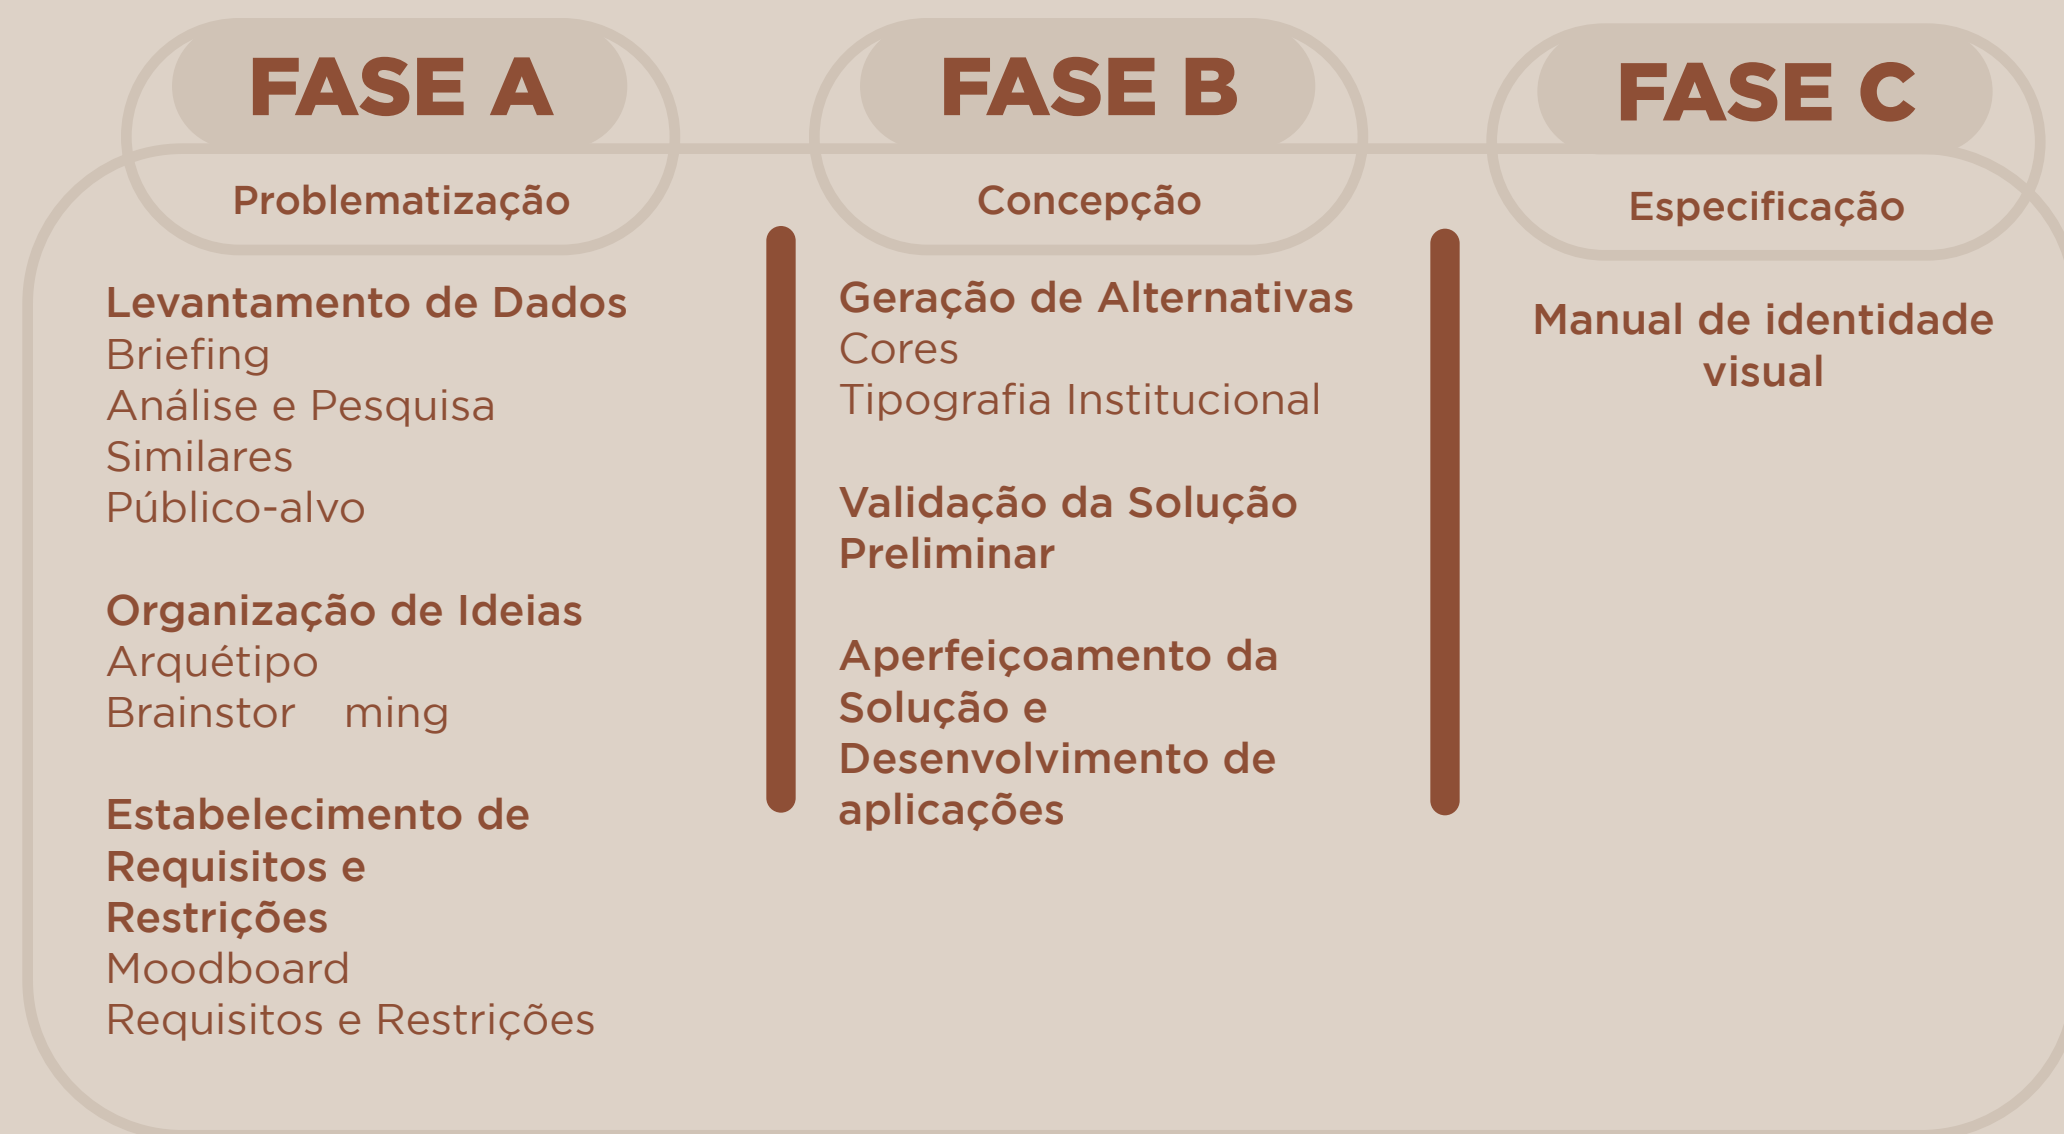 FASE A
Problematização
Levantamento de Dados
Briefing
Análise e Pesquisa
Similares
Público-alvo
Organização de Ideias
Arquétipo
Brainstor ming
Estabelecimento de
Requisitos e
Restrições
Moodboard
Requisitos e Restrições
FASE B
Concepção
Geração de Alternativas
Cores
Tipografia Institucional
Validação da Solução
Preliminar
Aperfeiçoamento da
Solução e
Desenvolvimento de
aplicações
FASE C
Especificação
Manual de identidade
visual